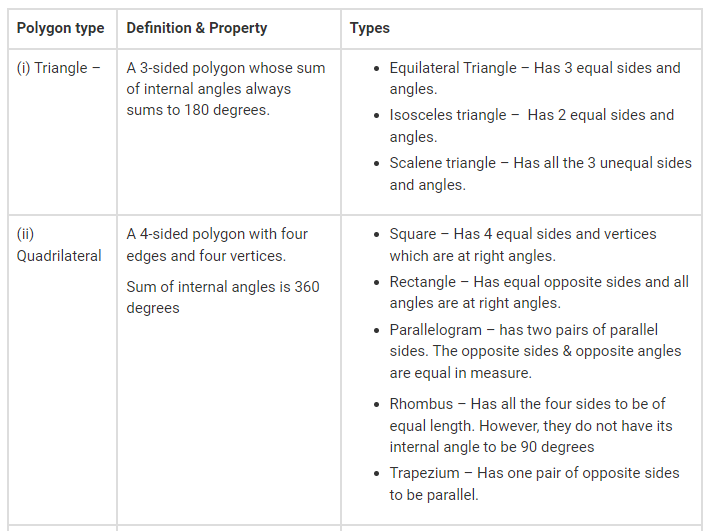 Polygon type
Definition & Property
Types
(i) Triangle –
A 3-sided polygon whose sum
of internal angles always
sums to 180 degrees.
• Equilateral Triangle – Has 3 equal sides and
angles.
• Isosceles triangle –  Has 2 equal sides and
angles.
• Scalene triangle – Has all the 3 unequal sides
and angles.
(ii)
Quadrilateral
A 4-sided polygon with four
edges and four vertices.
Sum of internal angles is 360
degrees
• Square – Has 4 equal sides and vertices
which are at right angles.
• Rectangle – Has equal opposite sides and all
angles are at right angles.
• Parallelogram – has two pairs of parallel
sides. The opposite sides & opposite angles
are equal in measure.
• Rhombus – Has all the four sides to be of
equal length. However, they do not have its
internal angle to be 90 degrees
• Trapezium – Has one pair of opposite sides
to be parallel.